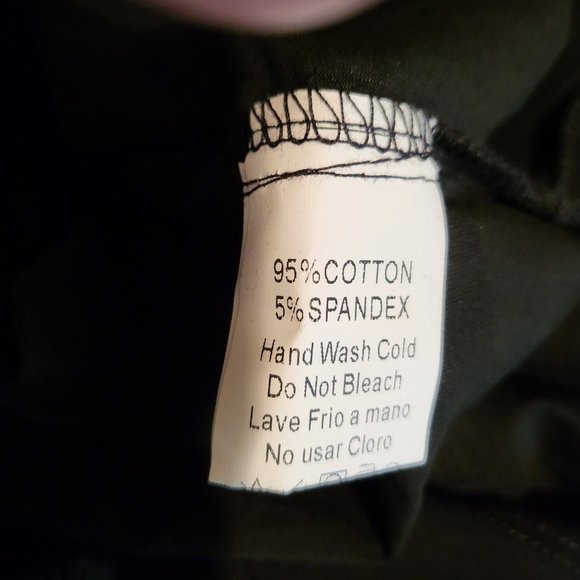 95%COTTON
5%SPANDEX
Hand Wash Cold
Do Not Bleach
Lave Frio a mano
No usar Cloro